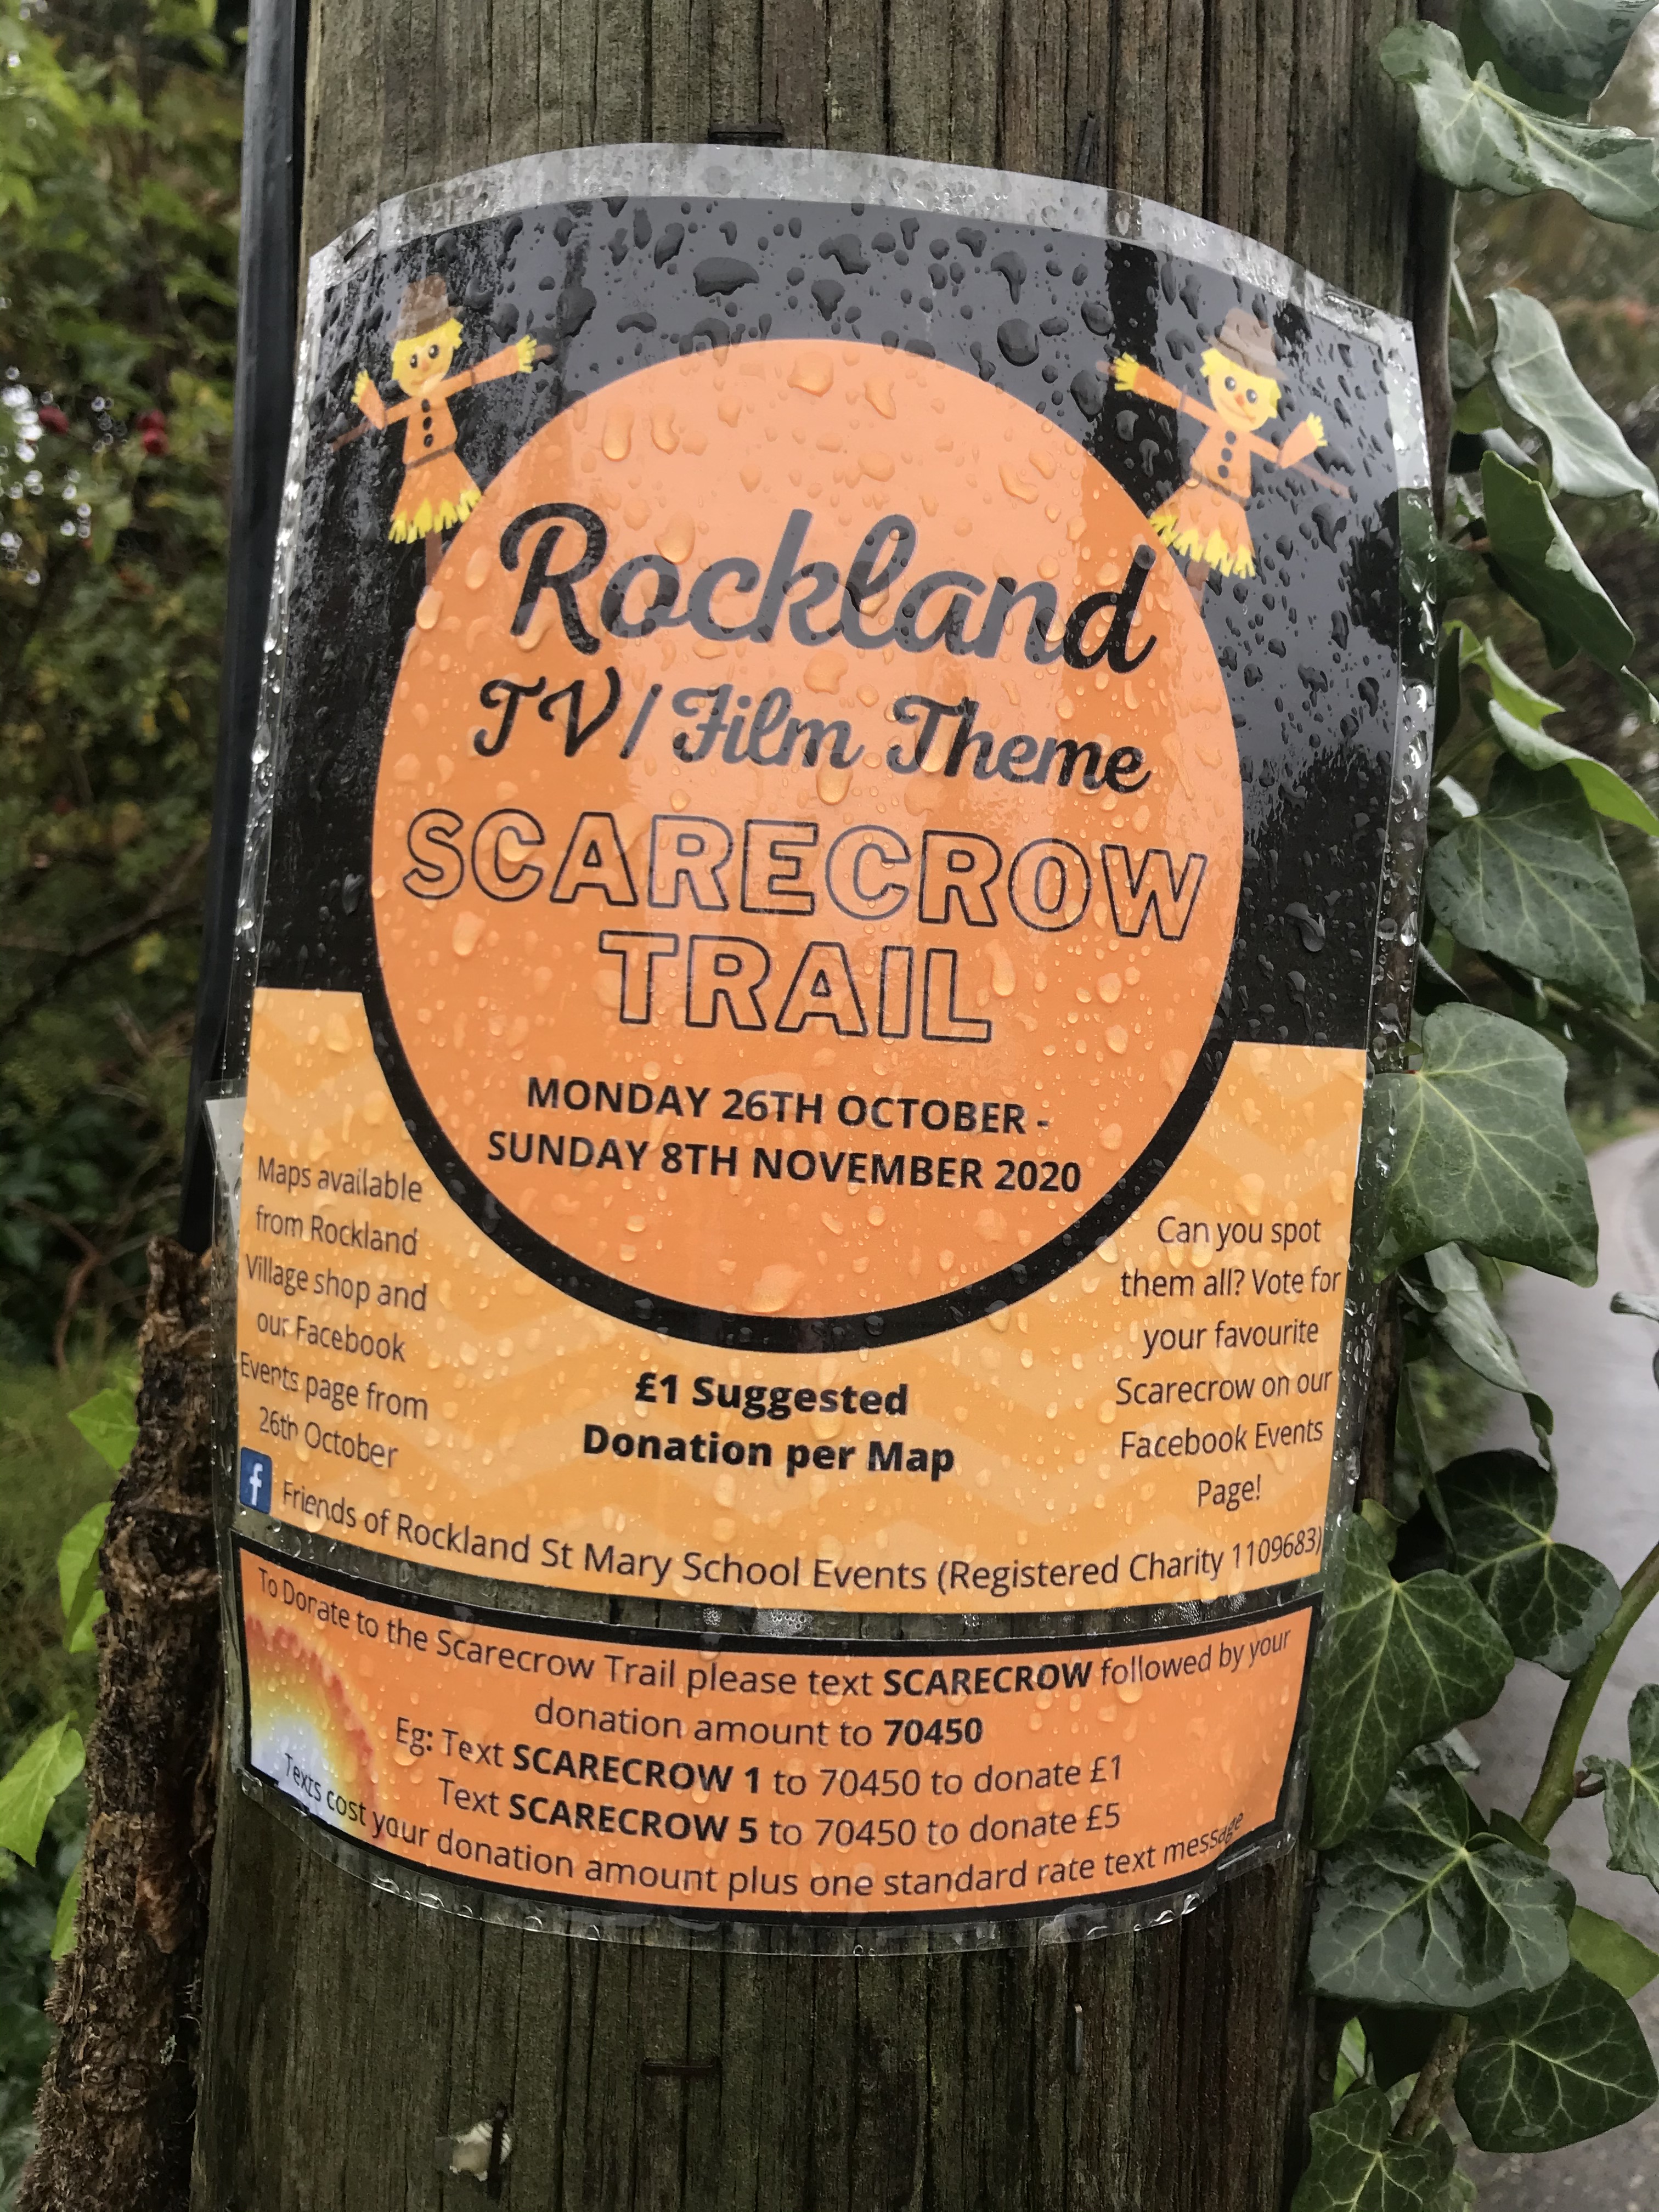 Rockland
TV/Film Theme
SCARECROW
TRAIL
MONDAY 26TH OCTOBER -
SUNDAY 8TH NOVEMBER 2020
Maps available
from Rockland
Village shop and
our Facebook
Events page from
26th October
£1 Suggested
Donation per Map
Can you spot
them all? Vote for
your favourite
Scarecrow on our
Facebook Events
Page!
f Friends of Rockland St Mary School Events (Registered Charity 1109683)
To Donate to the Scarecrow Trail please text SCARECROW followed by your
donation amount to 70450
Eg: Text SCARECROW 1 to 70450 to donate £1
Text SCARECROW 5 to 70450 to donate £5
Texts cost your donation amount plus one standard rate text message